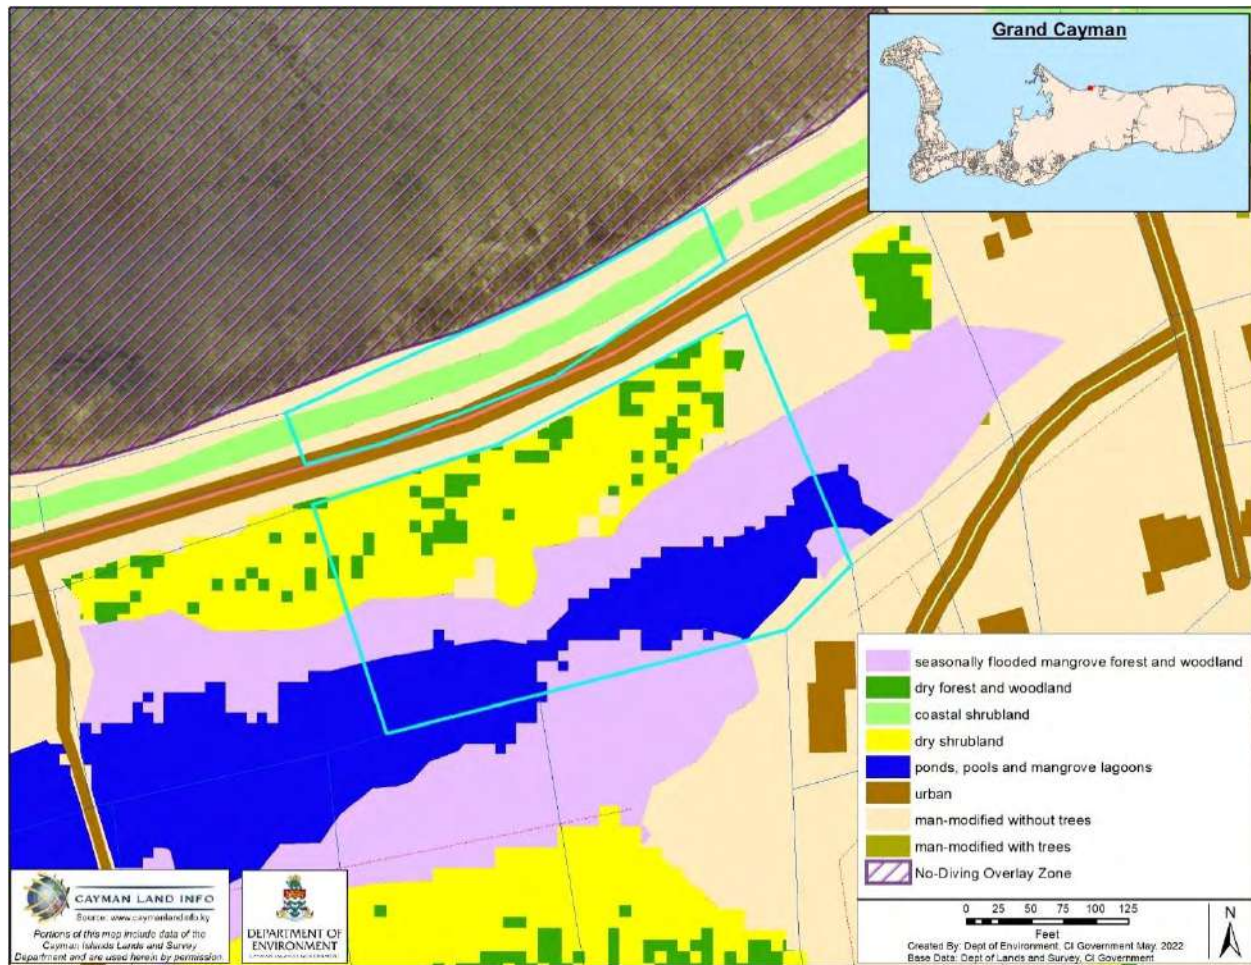 Grand Cayman
seasonally flooded mangrove forest and woodland
dry forest and woodland
coastal shrubland
dry shrubland
ponds, pools and mangrove lagoons
urban
man-modified without trees
man-modified with trees
No-Diving Overlay Zone
0 25 50 75 100 125
Feet
N
Created By: Dept of Environment, CI Government May, 2022
Base Data: Dept of Lands and Survey, CI Government
CAYMAN LAND INFO
Source: www.caymanlandinfo.ky
Portions of this map include data of the
Cayman Islands Lands and Survey
Department and are used herein by permission.
DEPARTMENT OF
ENVIRONMENT
CAYMAN ISLANDS GOVERNMENT